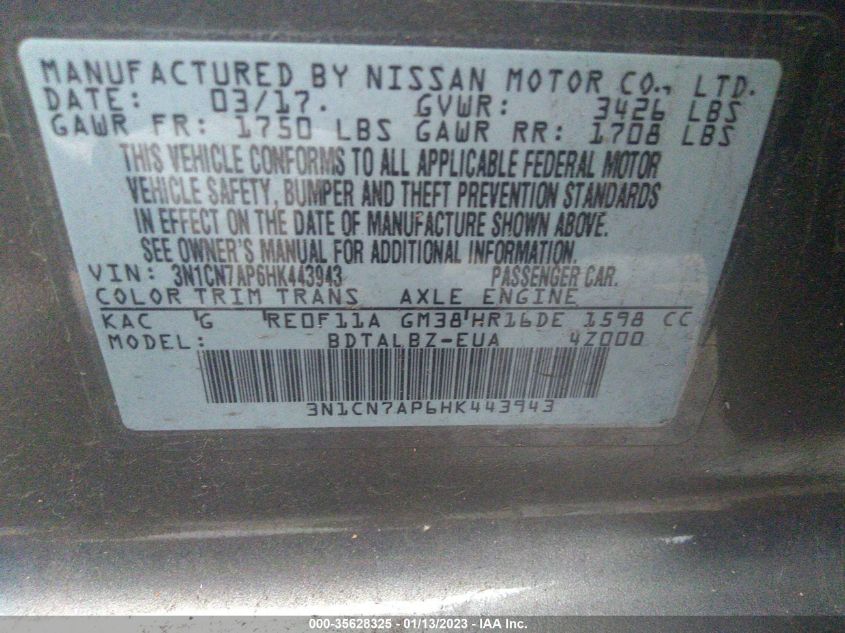 MANUFACTURED BY NISSAN MOTOR CO., LTD.
DATE: 03/17. GVWR: 3426 LBS
GAWR FR: 1750 LBS GAWR RR: 1708 LBS
THIS VEHICLE CONFORMS TO ALL APPLICABLE FEDERAL MOTOR
VEHICLE SAFETY, BUMPER AND THEFT PREVENTION STANDARDS
IN EFFECT ON THE DATE OF MANUFACTURE SHOWN ABOVE.
SEE OWNER'S MANUAL FOR ADDITIONAL INFORMATION.
VIN: 3N1CN7AP6HK443943 PASSENGER CAR.
COLOR TRIM TRANS AXLE ENGINE
KAC G RE0F11A GM38 HR16DE 1598 CC
MODEL: BDTALBZ-EUA 4Z000
3N1CN7AP6HK443943
000-35628325 - 01/13/2023 - IAA Inc.